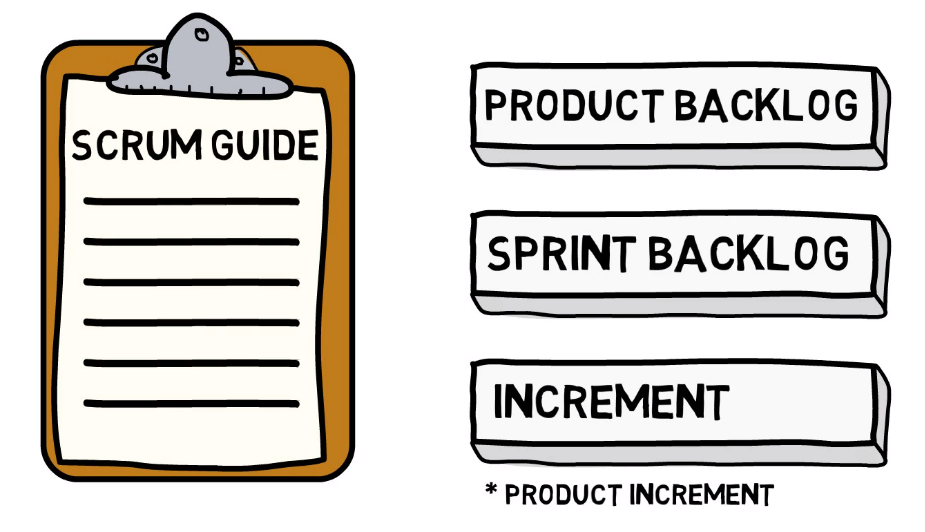 SCRUM GUIDE
PRODUCT BACKLOG
SPRINT BACKLOG
INCREMENT
* PRODUCT INCREMENT